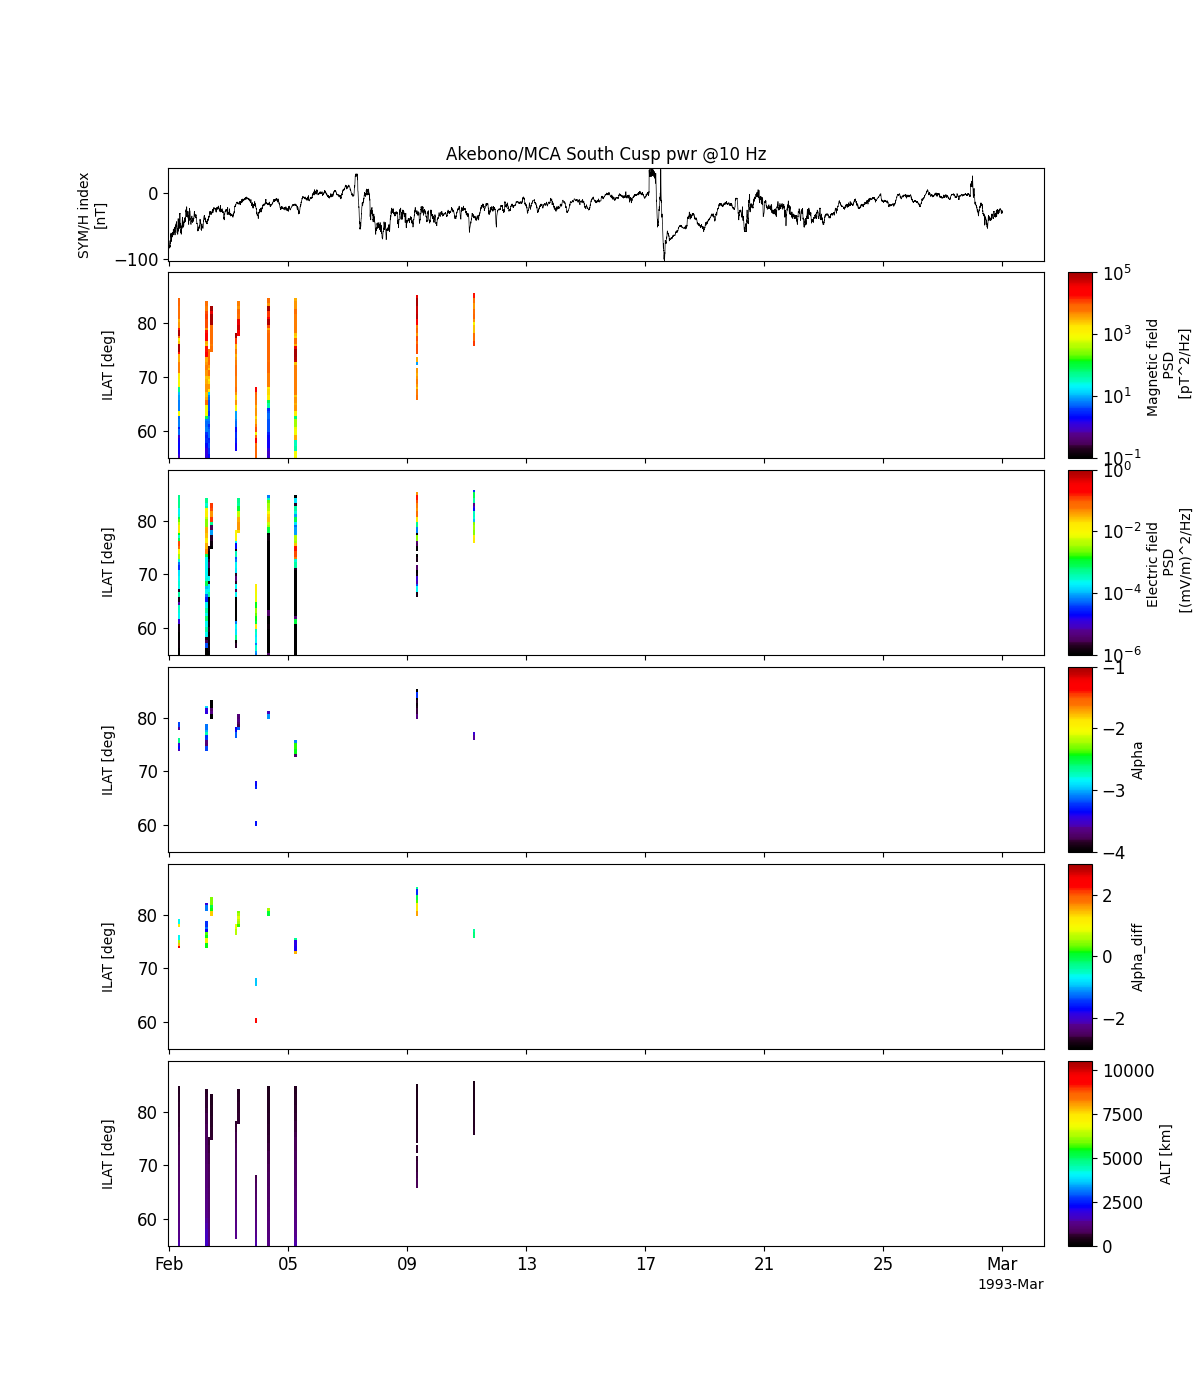 Akebono/MCA South Cusp pwr @10 Hz
SYM/H index
[nT]
0
−100
ILAT [deg]
80
70
60
10^5
10^3
10^1
10^−1
Magnetic field
PSD
[pT^2/Hz]
ILAT [deg]
80
70
60
10^0
10^−2
10^−4
10^−6
Electric field
PSD
[(mV/m)^2/Hz]
ILAT [deg]
80
70
60
−1
−2
−3
−4
Alpha
ILAT [deg]
80
70
60
2
0
−2
Alpha_diff
ILAT [deg]
80
70
60
10000
7500
5000
2500
0
ALT [km]
Feb 05 09 13 17 21 25 Mar
1993-Mar